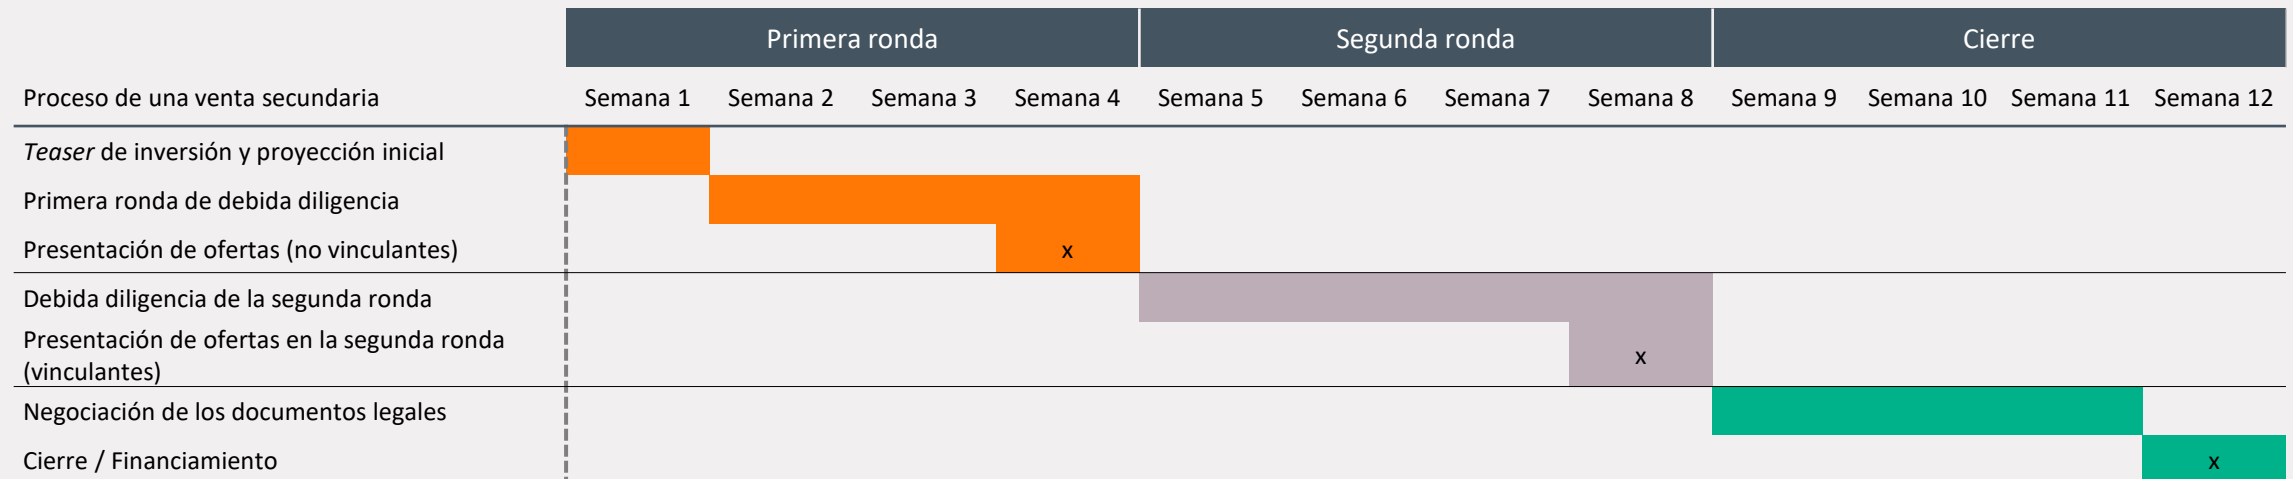 Primera ronda Segunda ronda Cierre
Proceso de una venta secundaria Semana 1 Semana 2 Semana 3 Semana 4 Semana 5 Semana 6 Semana 7 Semana 8 Semana 9 Semana 10 Semana 11 Semana 12
Teaser de inversión y proyección inicial
Primera ronda de debida diligencia
Presentación de ofertas (no vinculantes) x
Debida diligencia de la segunda ronda
Presentación de ofertas en la segunda ronda
(vinculantes) x
Negociación de los documentos legales
Cierre / Financiamiento x